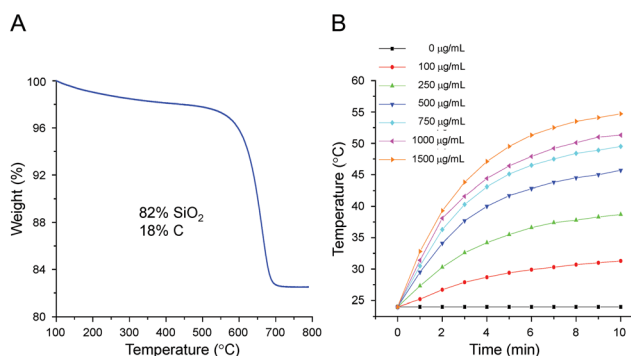 A
100
96
92
88
84
80
Weight (%)
82% SiO₂
18% C
100 200 300 400 500 600 700 800
Temperature (°C)
B
0 µg/mL
100 µg/mL
250 µg/mL
500 µg/mL
750 µg/mL
1000 µg/mL
1500 µg/mL
60
55
50
45
40
35
30
25
Temperature (°C)
0 2 4 6 8 10
Time (min)